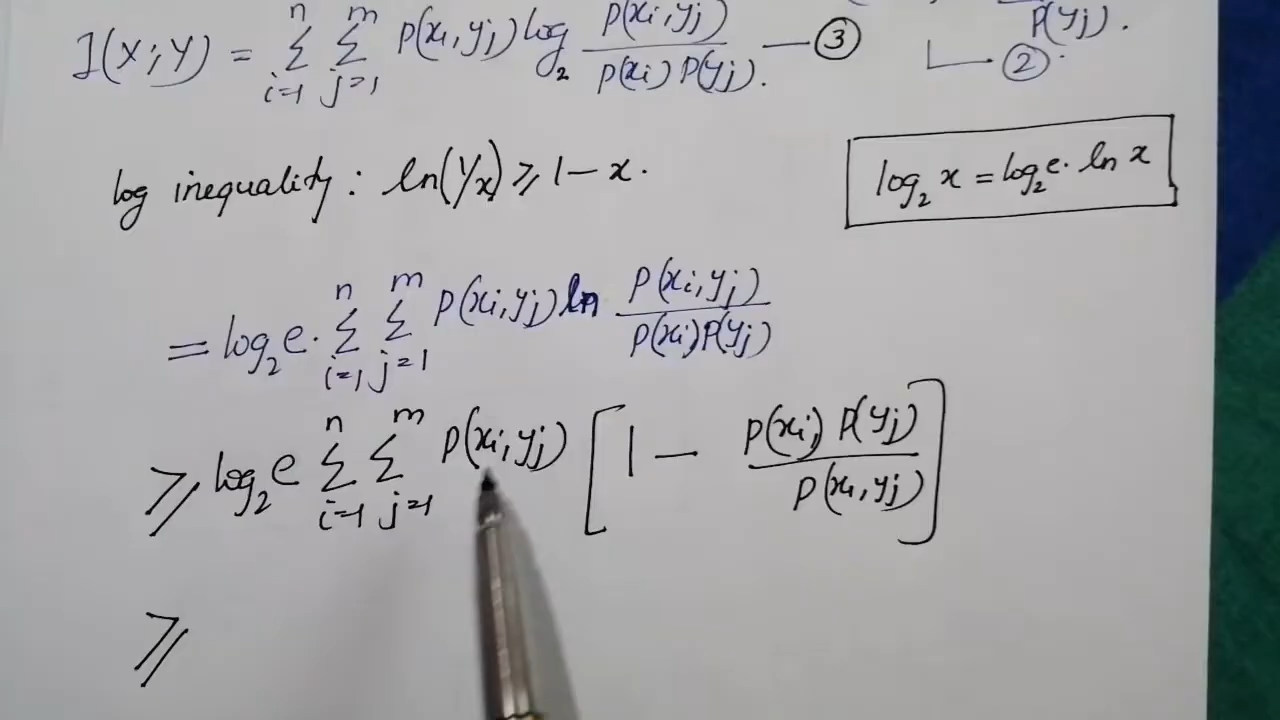 I(X;Y) = Σ_{i=1}^{n} Σ_{j=1}^{m} P(xi,yj) log₂ P(xi,yj) / P(xi) P(yj). — ③
P(yj).
②
log inequality : ln(1/x) ≥ 1 - x.
log₂ x = log₂ e · ln x
= log₂ e · Σ_{i=1}^{n} Σ_{j=1}^{m} P(xi,yj) ln P(xi,yj) / P(xi)P(yj)
≥ log₂ e Σ_{i=1}^{n} Σ_{j=1}^{m} P(xi,yj) [ 1 - P(xi) P(yj) / P(xi,yj) ]
≥